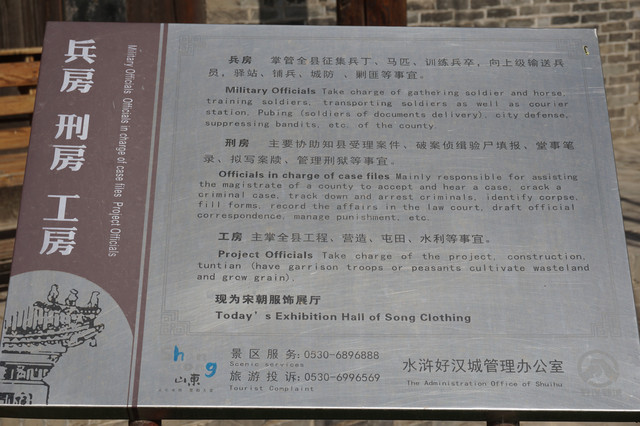 兵房 刑房 工房
Military Officials Officials in charge of case files Project Officials
兵房 掌管全县征集兵丁、马匹、训练兵卒，向上级输送兵
员，驿站、铺兵、城防 、剿匪等事宜。
Military Officials Take charge of gathering soldier and horse,
training soldiers, transporting soldiers as well as courier
station, Pubing (soldiers of documents delivery), city defense,
suppressing bandits, etc. of the county.
刑房 主要协助知县受理案件、破案侦缉验尸填报、堂事笔
录、拟写案牍、管理刑狱等事宜。
Officials in charge of case files Mainly responsible for assisting
the magistrate of a county to accept and hear a case, crack a
criminal case, track down and arrest criminals, identify corpse,
fill forms, record the affairs in the law court, draft official
correspondence, manage punishment, etc.
工房 主掌全县工程、营造、屯田、水利等事宜。
Project Officials Take charge of the project, construction,
tuntian (have garrison troops or peasants cultivate wasteland
and grow grain).
现为宋朝服饰展厅
Today's Exhibition Hall of Song Clothing
山東
景区服务: 0530-6896888
Scenic services
旅游投诉: 0530-6996569
Tourist Complaint
水浒好汉城管理办公室
The Administration Office of Shuihu